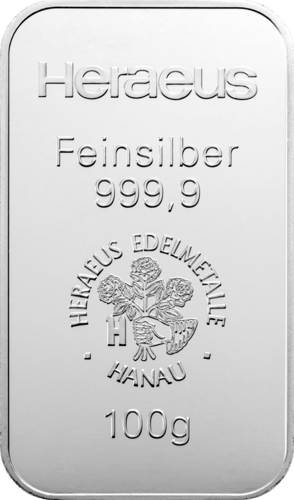 Heraeus
Feinsilber
999,9
HERAEUS EDELMETALLE
H
HANAU
100g